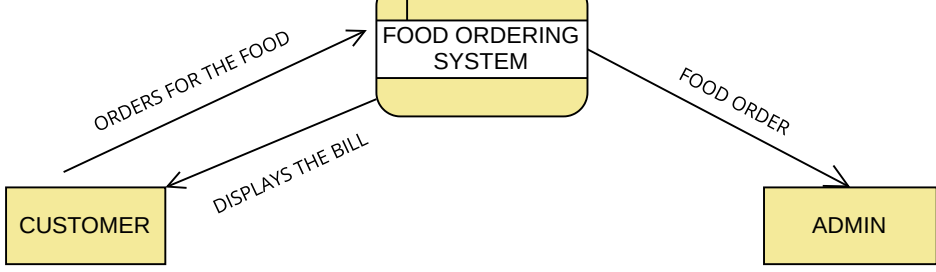 FOOD ORDERING
SYSTEM
ORDERS FOR THE FOOD
FOOD ORDER
DISPLAYS THE BILL
CUSTOMER
ADMIN